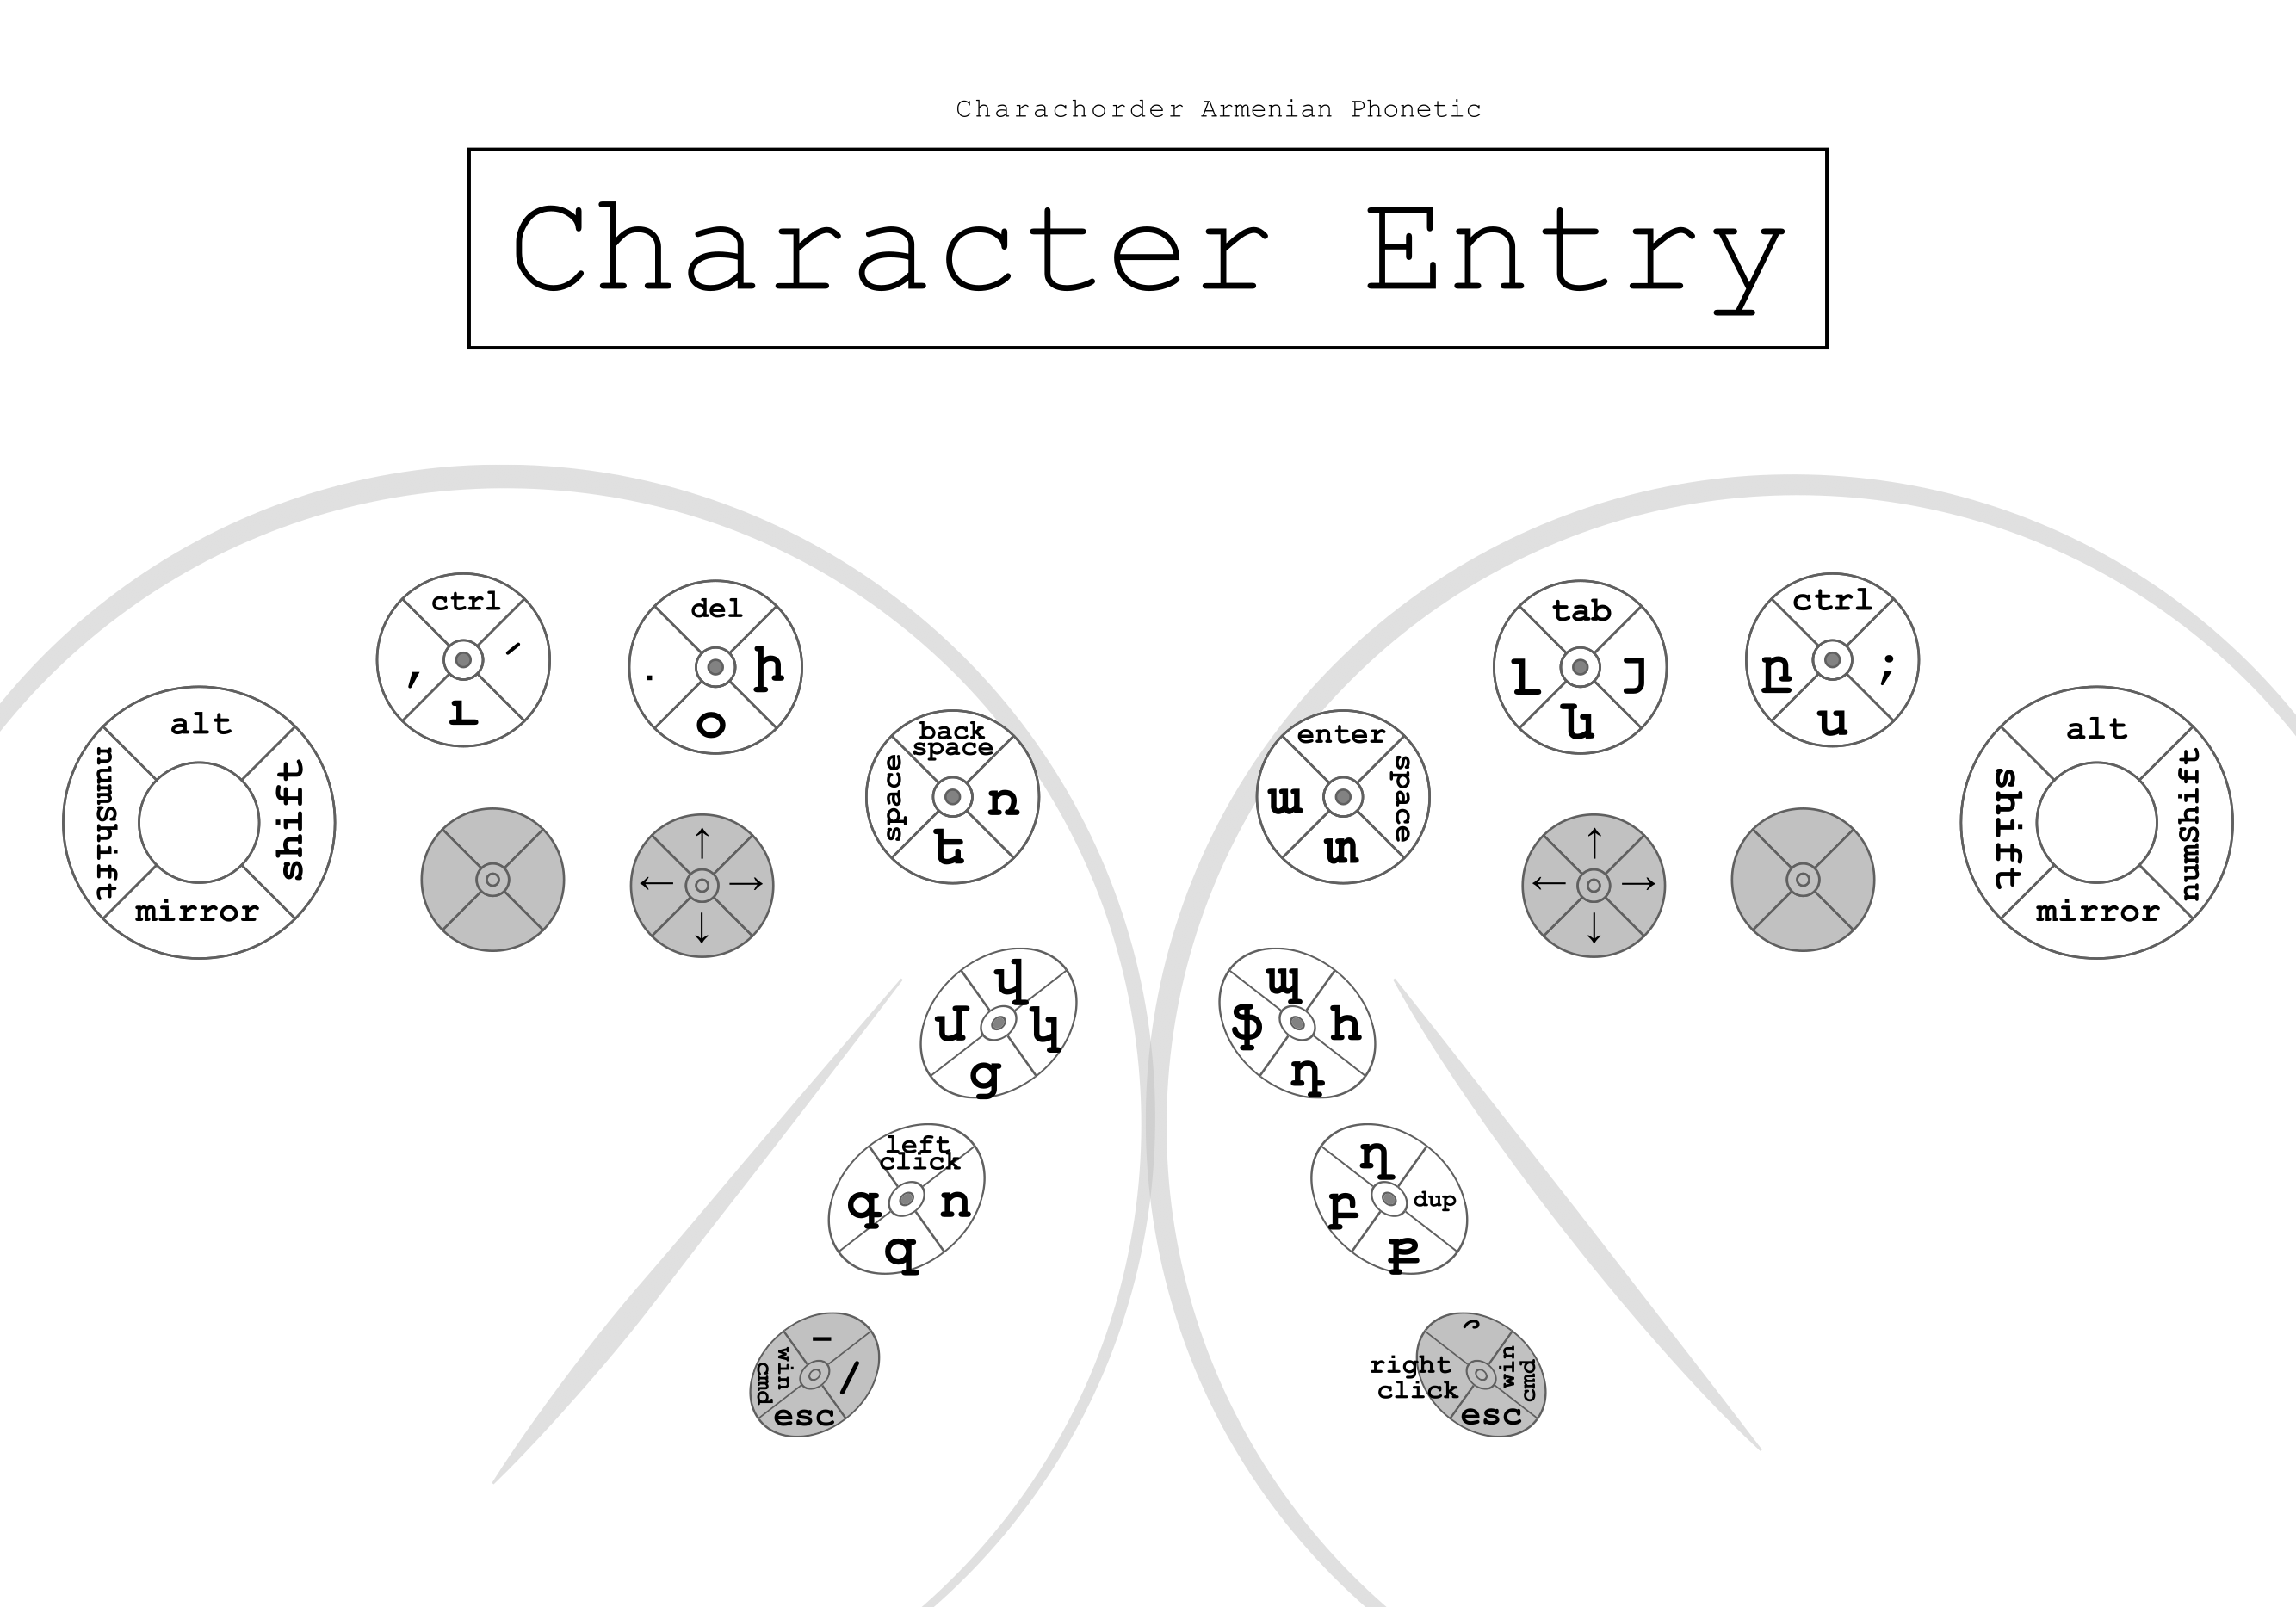 Charachorder Armenian Phonetic
Character Entry
ctrl
, ՛
ւ
del
. ի
օ
tab
լ յ
ն
ctrl
ը ;
ս
alt
numShift shift
mirror
back
space
space ռ
ե
enter
ա space
տ
alt
shift numShift
mirror
↑
← →
↓
↑
← →
↓
վ
մ կ
ց
պ
ֆ հ
դ
left
click
գ ո
զ
ղ
բ dup
ք
–
win
cmd /
esc
՞
right
click
win
cmd
esc